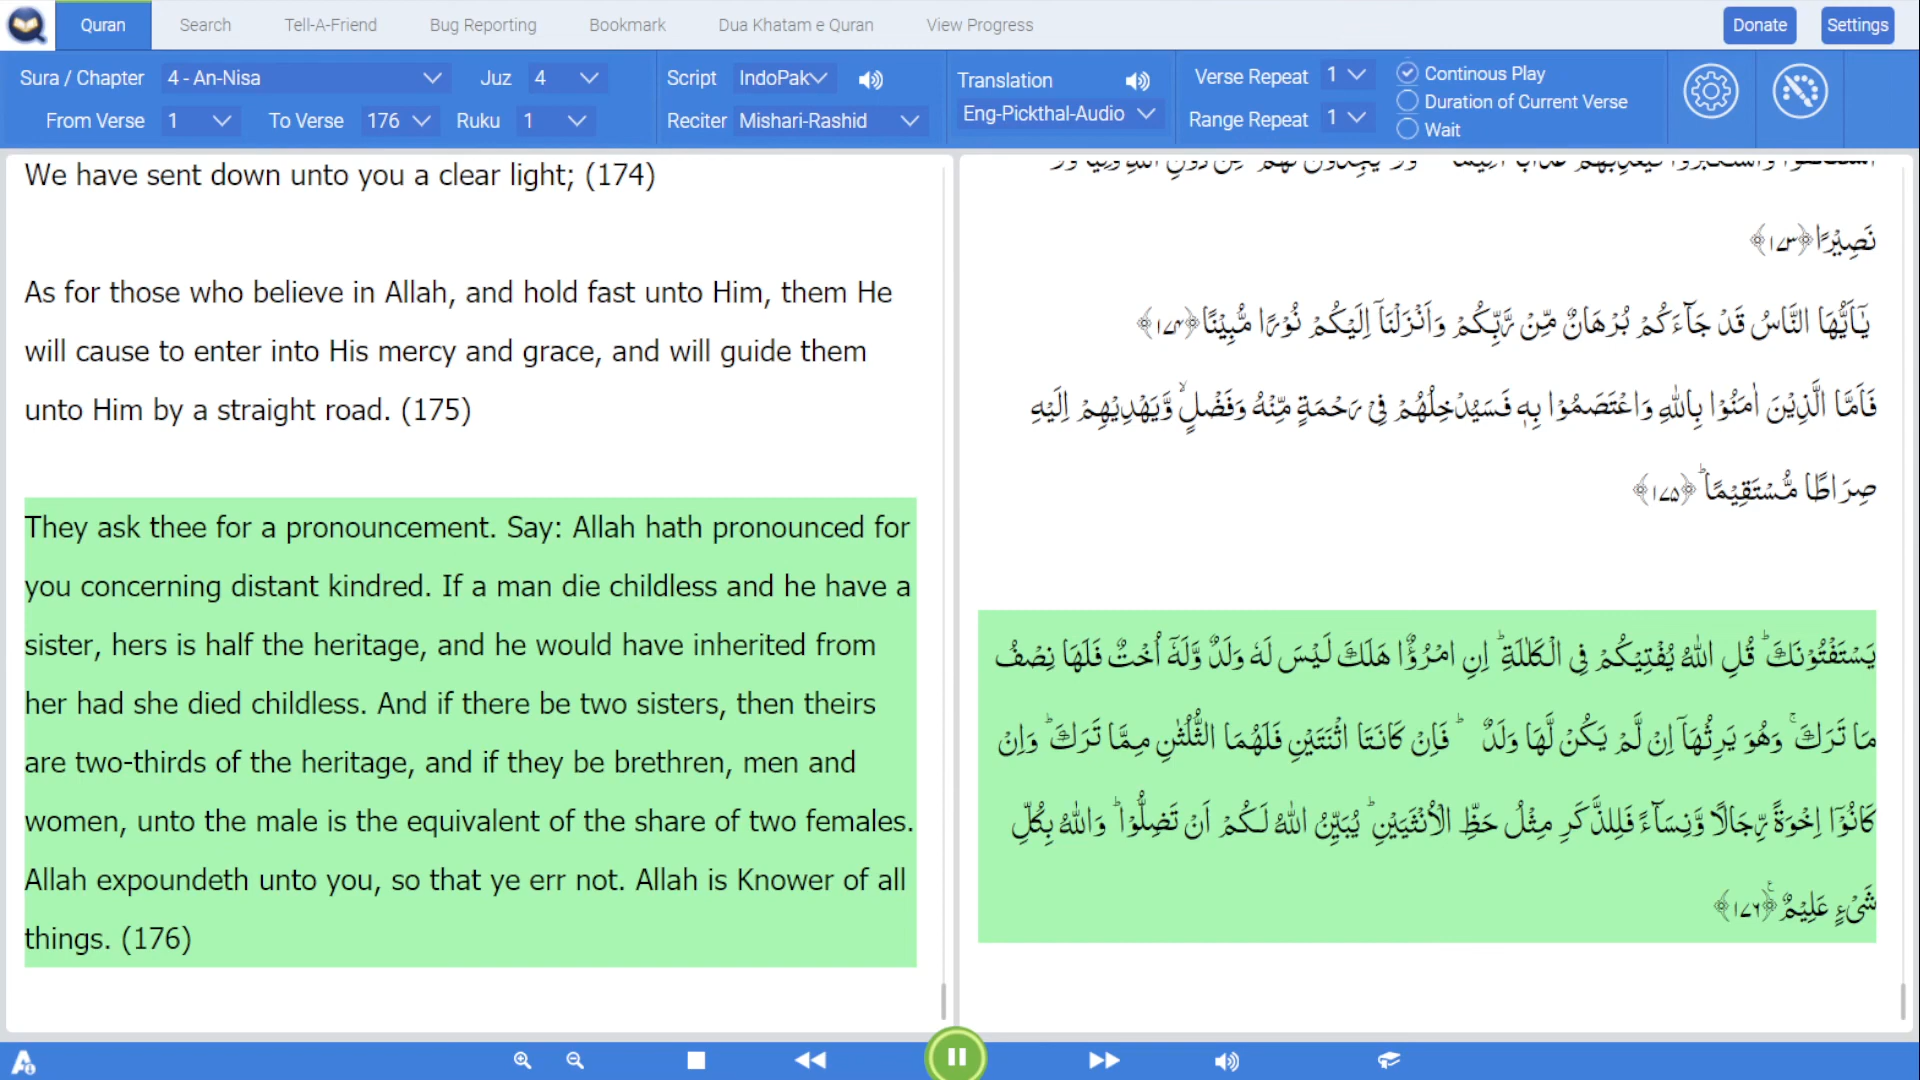 Quran
Search
Tell-A-Friend
Bug Reporting
Bookmark
Dua Khatam e Quran
View Progress
Donate
Settings
Sura / Chapter
4 - An-Nisa
Juz
4
From Verse
1
To Verse
176
Ruku
1
Script
IndoPak
Reciter
Mishari-Rashid
Translation
Eng-Pickthal-Audio
Verse Repeat
1
Range Repeat
1
Continous Play
Duration of Current Verse
Wait
We have sent down unto you a clear light; (174)
As for those who believe in Allah, and hold fast unto Him, them He
will cause to enter into His mercy and grace, and will guide them
unto Him by a straight road. (175)
They ask thee for a pronouncement. Say: Allah hath pronounced for
you concerning distant kindred. If a man die childless and he have a
sister, hers is half the heritage, and he would have inherited from
her had she died childless. And if there be two sisters, then theirs
are two-thirds of the heritage, and if they be brethren, men and
women, unto the male is the equivalent of the share of two females.
Allah expoundeth unto you, so that ye err not. Allah is Knower of all
things. (176)
نَصِيْرًا﴿۱۷۳﴾
يٰۤاَيُّهَا النَّاسُ قَدْ جَآءَكُمْ بُرْهَانٌ مِّنْ رَّبِّكُمْ وَاَنْزَلْنَاۤ اِلَيْكُمْ نُوْرًا مُّبِيْنًا﴿۱۷۴﴾
فَاَمَّا الَّذِيْنَ اٰمَنُوْا بِاللّٰهِ وَاعْتَصَمُوْا بِهٖ فَسَيُدْخِلُهُمْ فِىْ رَحْمَةٍ مِّنْهُ وَفَضْلٍۙ وَّيَهْدِيْهِمْ اِلَيْهِ
صِرَاطًا مُّسْتَقِيْمًاؕ﴿۱۷۵﴾
يَسْتَفْتُوْنَكَؕ قُلِ اللّٰهُ يُفْتِيْكُمْ فِى الْكَلٰلَةِؕ اِنِ امْرُؤٌا هَلَكَ لَيْسَ لَهٗ وَلَدٌ وَّلَهٗۤ اُخْتٌ فَلَهَا نِصْفُ
مَا تَرَكَۚ وَهُوَ يَرِثُهَاۤ اِنْ لَّمْ يَكُنْ لَّهَا وَلَدٌؕ فَاِنْ كَانَتَا اثْنَتَيْنِ فَلَهُمَا الثُّلُثٰنِ مِمَّا تَرَكَؕ وَاِنْ
كَانُوْۤا اِخْوَةً رِّجَالًا وَّنِسَآءً فَلِلذَّكَرِ مِثْلُ حَظِّ الْاُنْثَيَيْنِؕ يُبَيِّنُ اللّٰهُ لَكُمْ اَنْ تَضِلُّوْاؕ وَاللّٰهُ بِكُلِّ
شَىْءٍ عَلِيْمٌ﴿۱۷۶﴾